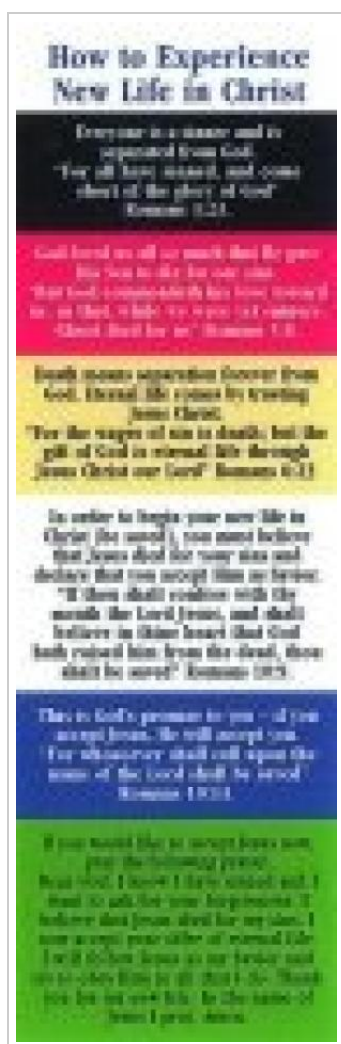 How to Experience
New Life in Christ
Everyone is a sinner and is
separated from God.
"For all have sinned, and come
short of the glory of God"
Romans 3:23.
God loved us all so much that He gave
His Son to die for our sins.
"But God commendeth his love toward
us, in that, while we were yet sinners,
Christ died for us" Romans 5:8.
Death means separation forever from
God. Eternal life comes by trusting
Jesus Christ.
"For the wages of sin is death; but the
gift of God is eternal life through
Jesus Christ our Lord" Romans 6:23
In order to begin your new life in
Christ (be saved), you must believe
that Jesus died for your sins and
declare that you accept Him as Savior.
"If thou shalt confess with thy
mouth the Lord Jesus, and shalt
believe in thine heart that God
hath raised him from the dead, thou
shalt be saved" Romans 10:9.
This is God's promise to you - if you
accept Jesus, He will accept you.
"For whosoever shall call upon the
name of the Lord shall be saved"
Romans 10:13
If you would like to accept Jesus now,
pray the following prayer.
Dear God, I know I have sinned and I
want to ask for your forgiveness. I
believe that Jesus died for my sins. I
now accept your offer of eternal life.
I will follow Jesus as my Savior and
to obey Him in all that I do. Thank
you for my new life. In the name of
Jesus I pray, Amen.